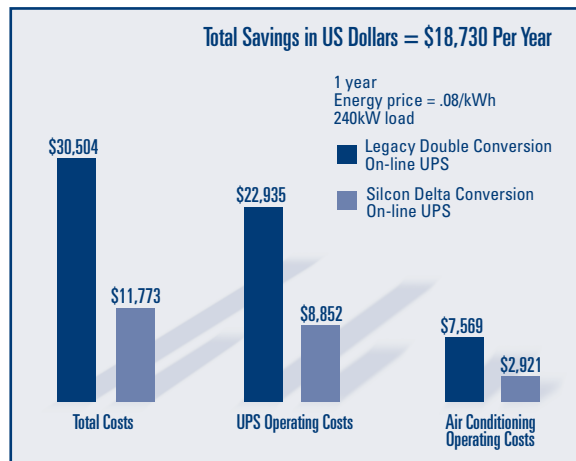 Total Savings in US Dollars = $18,730 Per Year
1 year
Energy price = .08/kWh
240kW load
Legacy Double Conversion
On-line UPS
Silcon Delta Conversion
On-line UPS
$30,504
$11,773
$22,935
$8,852
$7,569
$2,921
Total Costs
UPS Operating Costs
Air Conditioning
Operating Costs